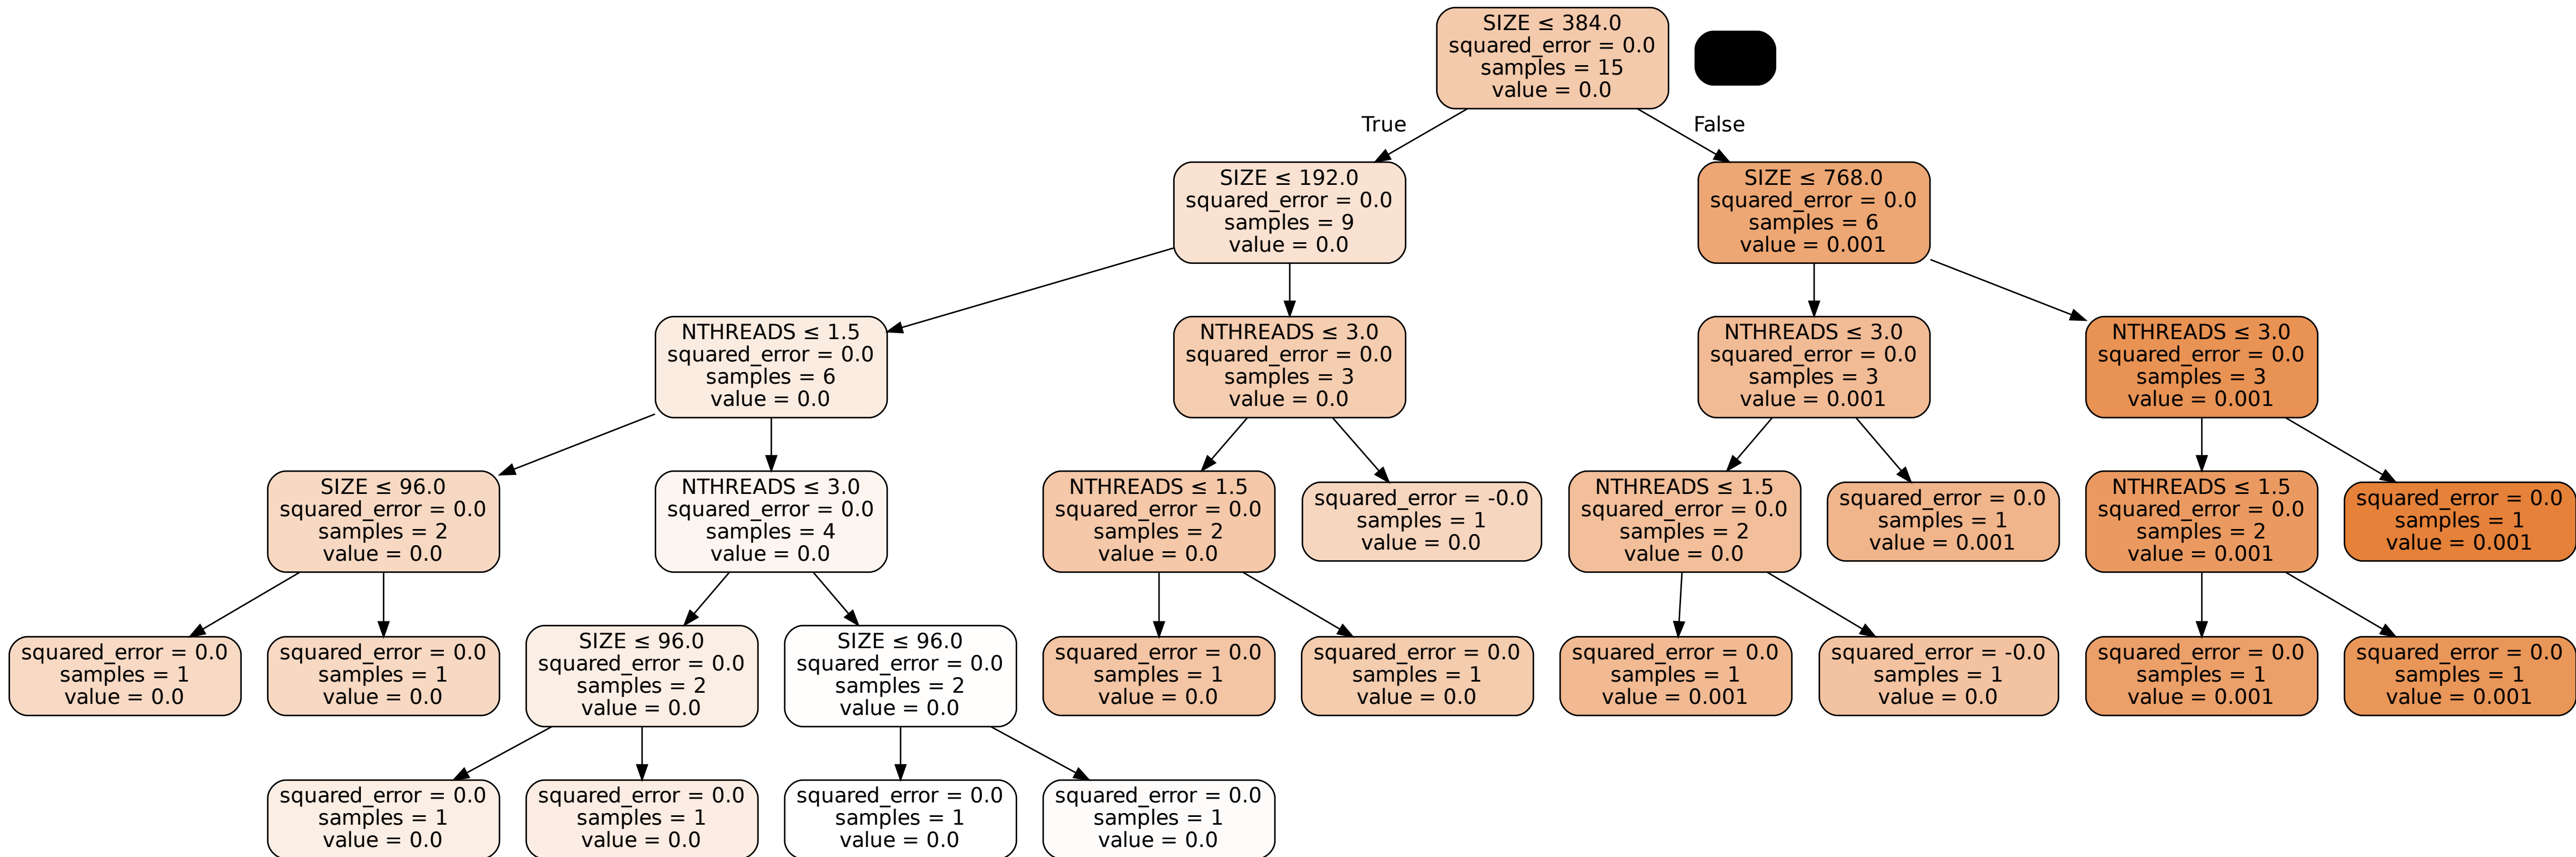 SIZE ≤ 384.0
squared_error = 0.0
samples = 15
value = 0.0
True
False
SIZE ≤ 192.0
squared_error = 0.0
samples = 9
value = 0.0
SIZE ≤ 768.0
squared_error = 0.0
samples = 6
value = 0.001
NTHREADS ≤ 1.5
squared_error = 0.0
samples = 6
value = 0.0
NTHREADS ≤ 3.0
squared_error = 0.0
samples = 3
value = 0.0
NTHREADS ≤ 3.0
squared_error = 0.0
samples = 3
value = 0.001
NTHREADS ≤ 3.0
squared_error = 0.0
samples = 3
value = 0.001
SIZE ≤ 96.0
squared_error = 0.0
samples = 2
value = 0.0
NTHREADS ≤ 3.0
squared_error = 0.0
samples = 4
value = 0.0
NTHREADS ≤ 1.5
squared_error = 0.0
samples = 2
value = 0.0
squared_error = -0.0
samples = 1
value = 0.0
NTHREADS ≤ 1.5
squared_error = 0.0
samples = 2
value = 0.0
squared_error = 0.0
samples = 1
value = 0.001
NTHREADS ≤ 1.5
squared_error = 0.0
samples = 2
value = 0.001
squared_error = 0.0
samples = 1
value = 0.001
squared_error = 0.0
samples = 1
value = 0.0
squared_error = 0.0
samples = 1
value = 0.0
SIZE ≤ 96.0
squared_error = 0.0
samples = 2
value = 0.0
SIZE ≤ 96.0
squared_error = 0.0
samples = 2
value = 0.0
squared_error = 0.0
samples = 1
value = 0.0
squared_error = 0.0
samples = 1
value = 0.0
squared_error = 0.0
samples = 1
value = 0.001
squared_error = -0.0
samples = 1
value = 0.0
squared_error = 0.0
samples = 1
value = 0.001
squared_error = 0.0
samples = 1
value = 0.001
squared_error = 0.0
samples = 1
value = 0.0
squared_error = 0.0
samples = 1
value = 0.0
squared_error = 0.0
samples = 1
value = 0.0
squared_error = 0.0
samples = 1
value = 0.0